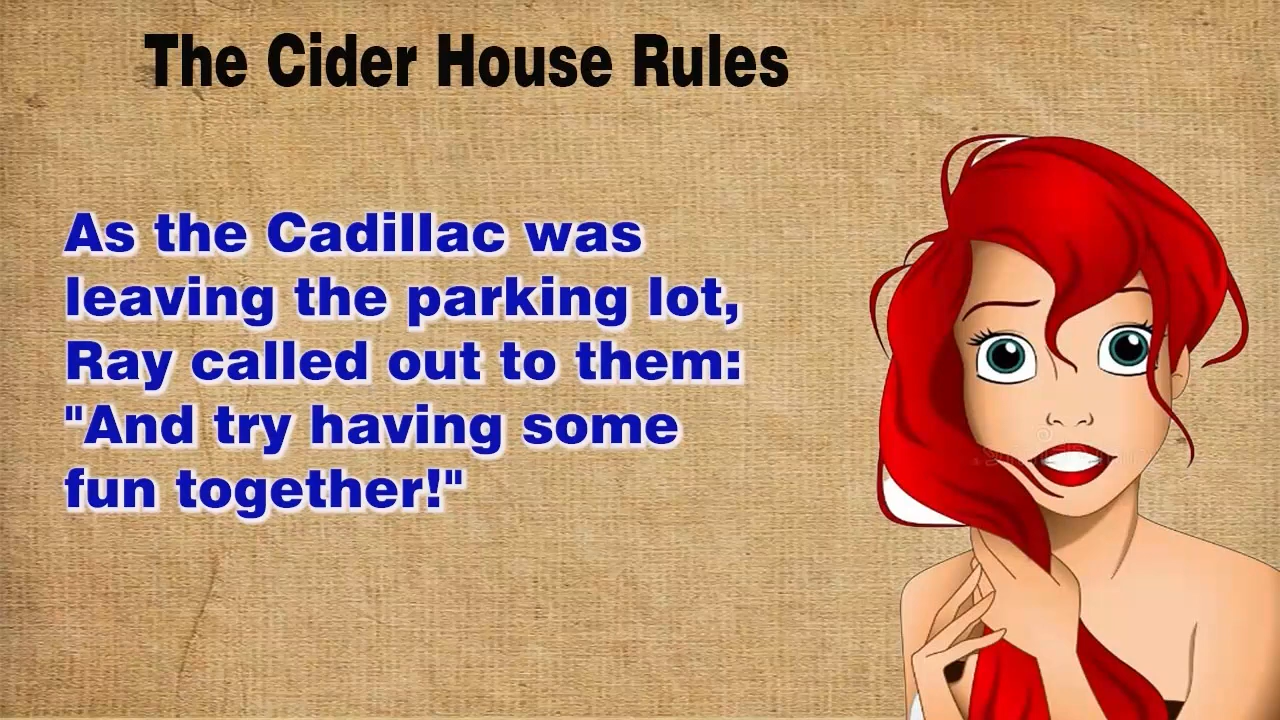 The Cider House Rules
As the Cadillac was
leaving the parking lot,
Ray called out to them:
"And try having some
fun together!"